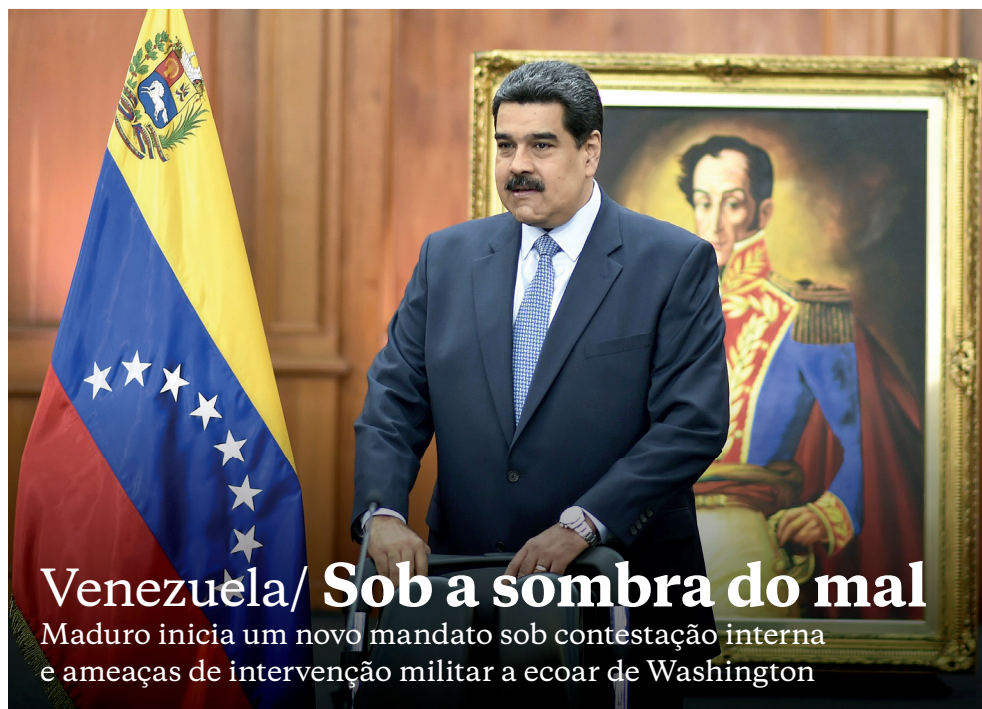 Venezuela/ Sob a sombra do mal
Maduro inicia um novo mandato sob contestação interna
e ameaças de intervenção militar a ecoar de Washington